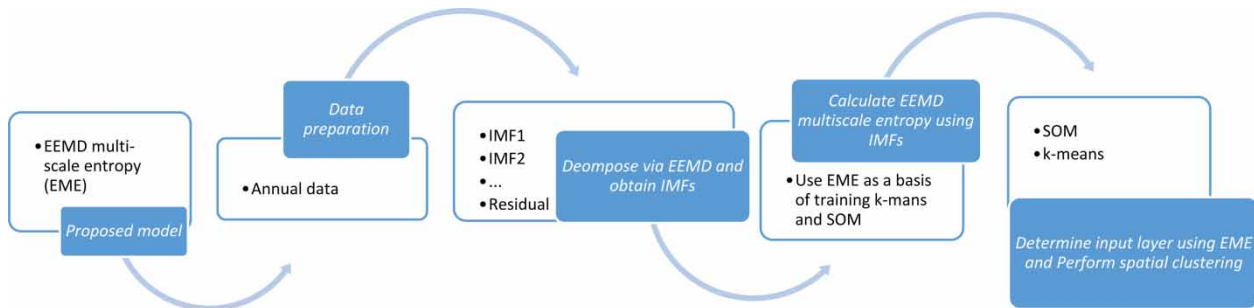 •EEMD multi-
scale entropy
(EME)
Proposed model
Data
preparation
•Annual data
•IMF1
•IMF2
•...
•Residual
Deompose via EEMD and
obtain IMFs
Calculate EEMD
multiscale entropy using
IMFs
•Use EME as a basis
of training k-mans
and SOM
•SOM
•k-means
Determine input layer using EME
and Perform spatial clustering